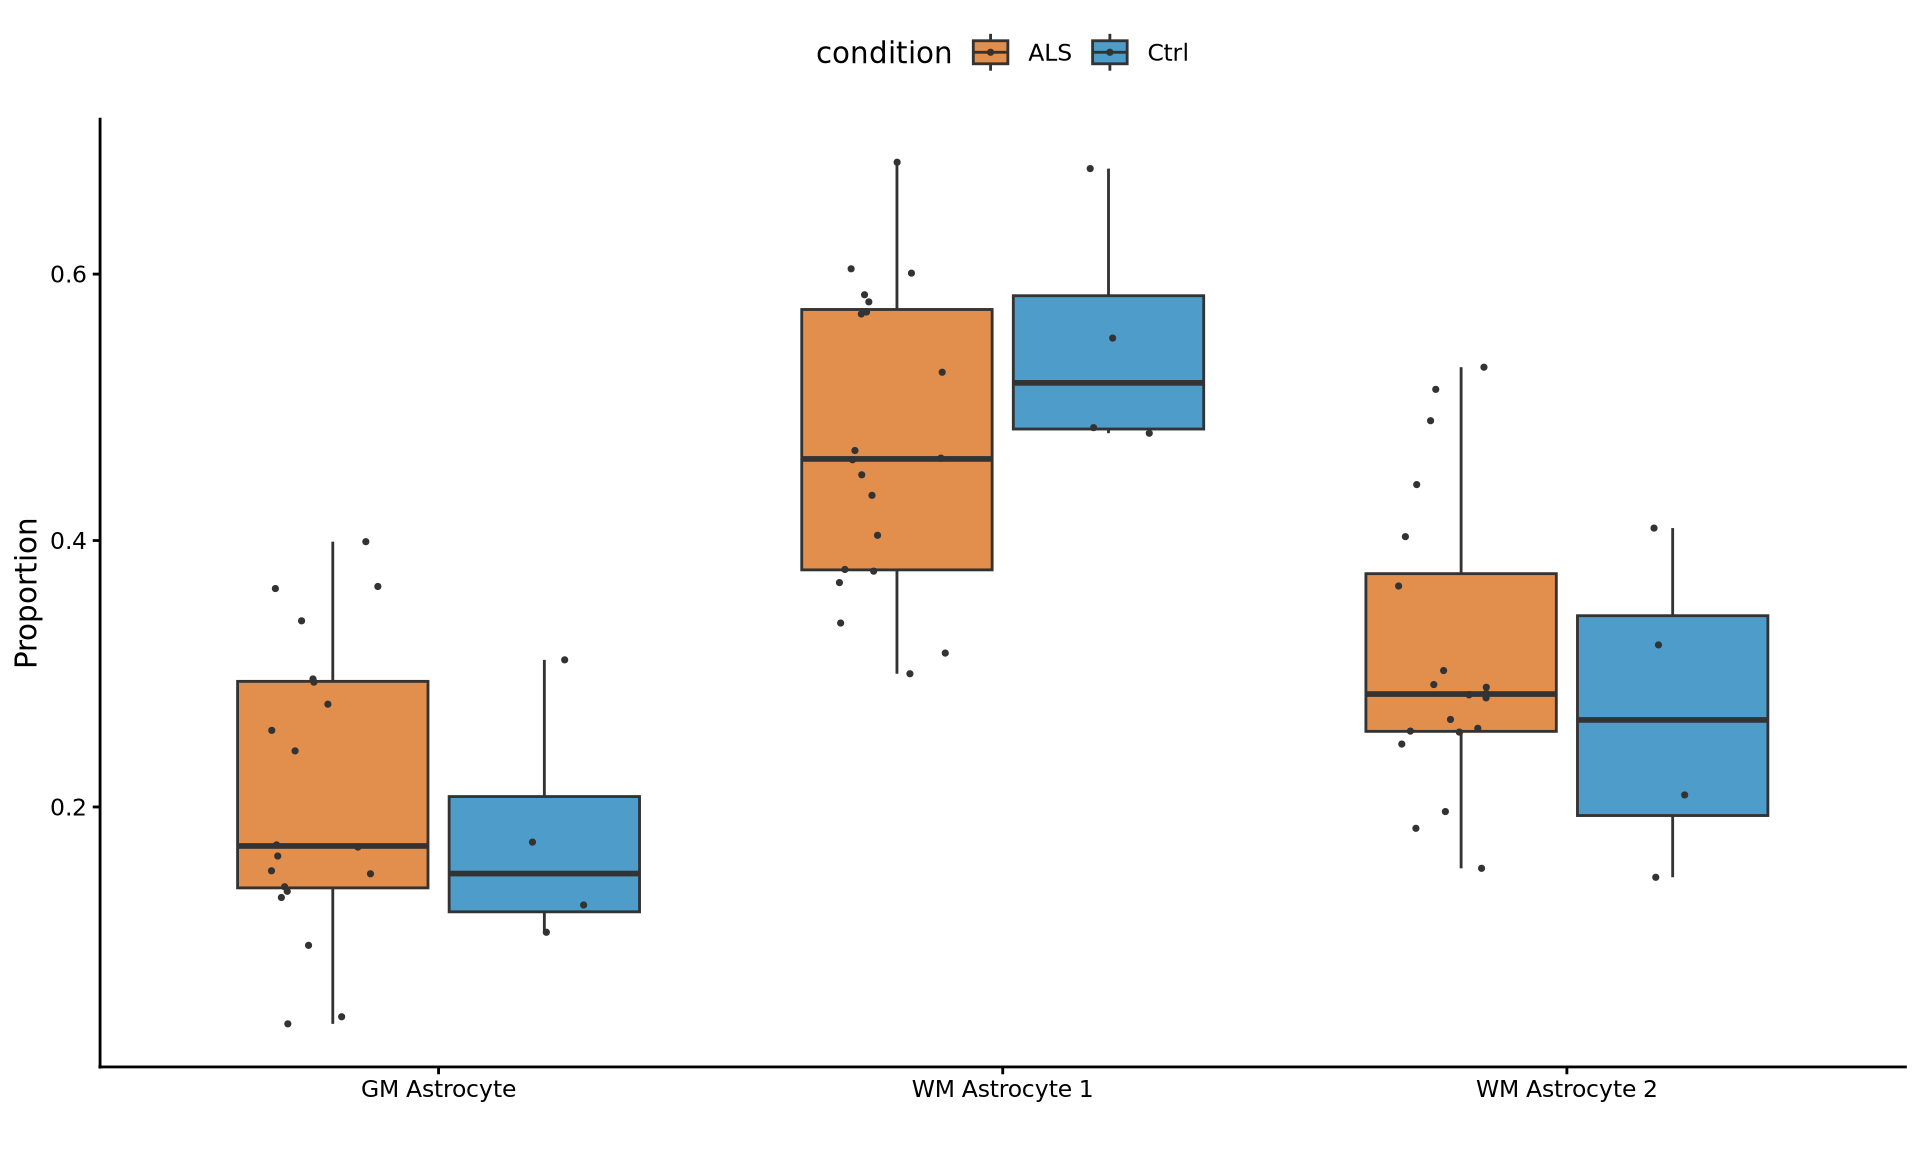 condition ALS Ctrl
Proportion
0.6
0.4
0.2
GM Astrocyte WM Astrocyte 1 WM Astrocyte 2